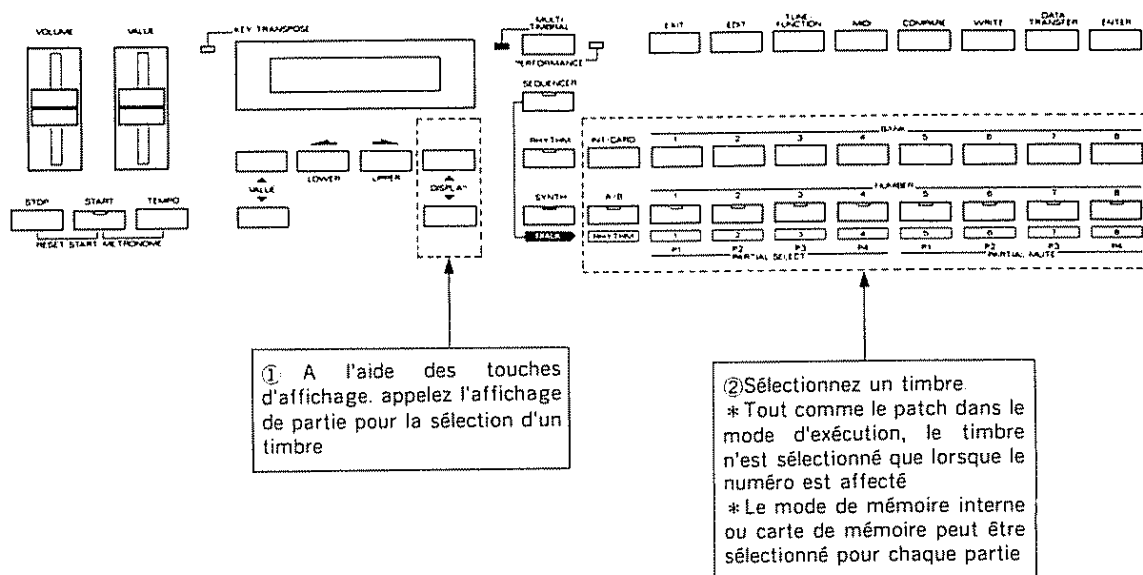 VOLUME VALUE KEY TRANSPOSE MULTI TIMBRAL EXIT EDIT TUNE FUNCTION MIDI COMPARE WRITE DATA TRANSFER ENTER
PERFORMANCE
SEQUENCER
RHYTHM INT·CARD BANK
1 2 3 4 5 6 7 8
VALUE LOWER UPPER DISPLAY
STOP START TEMPO
RESET START METRONOME
SYNTH A·B NUMBER
1 2 3 4 5 6 7 8
TRACK RHYTHM 1 2 3 4 5 6 7 8
P1 P2 P3 P4 P1 P2 P3 P4
PARTIAL SELECT PARTIAL MUTE
① A l'aide des touches
d'affichage. appelez l'affichage
de partie pour la sélection d'un
timbre
②Sélectionnez un timbre
* Tout comme le patch dans le
mode d'exécution, le timbre
n'est sélectionné que lorsque le
numéro est affecté
* Le mode de mémoire interne
ou carte de mémoire peut être
sélectionné pour chaque partie